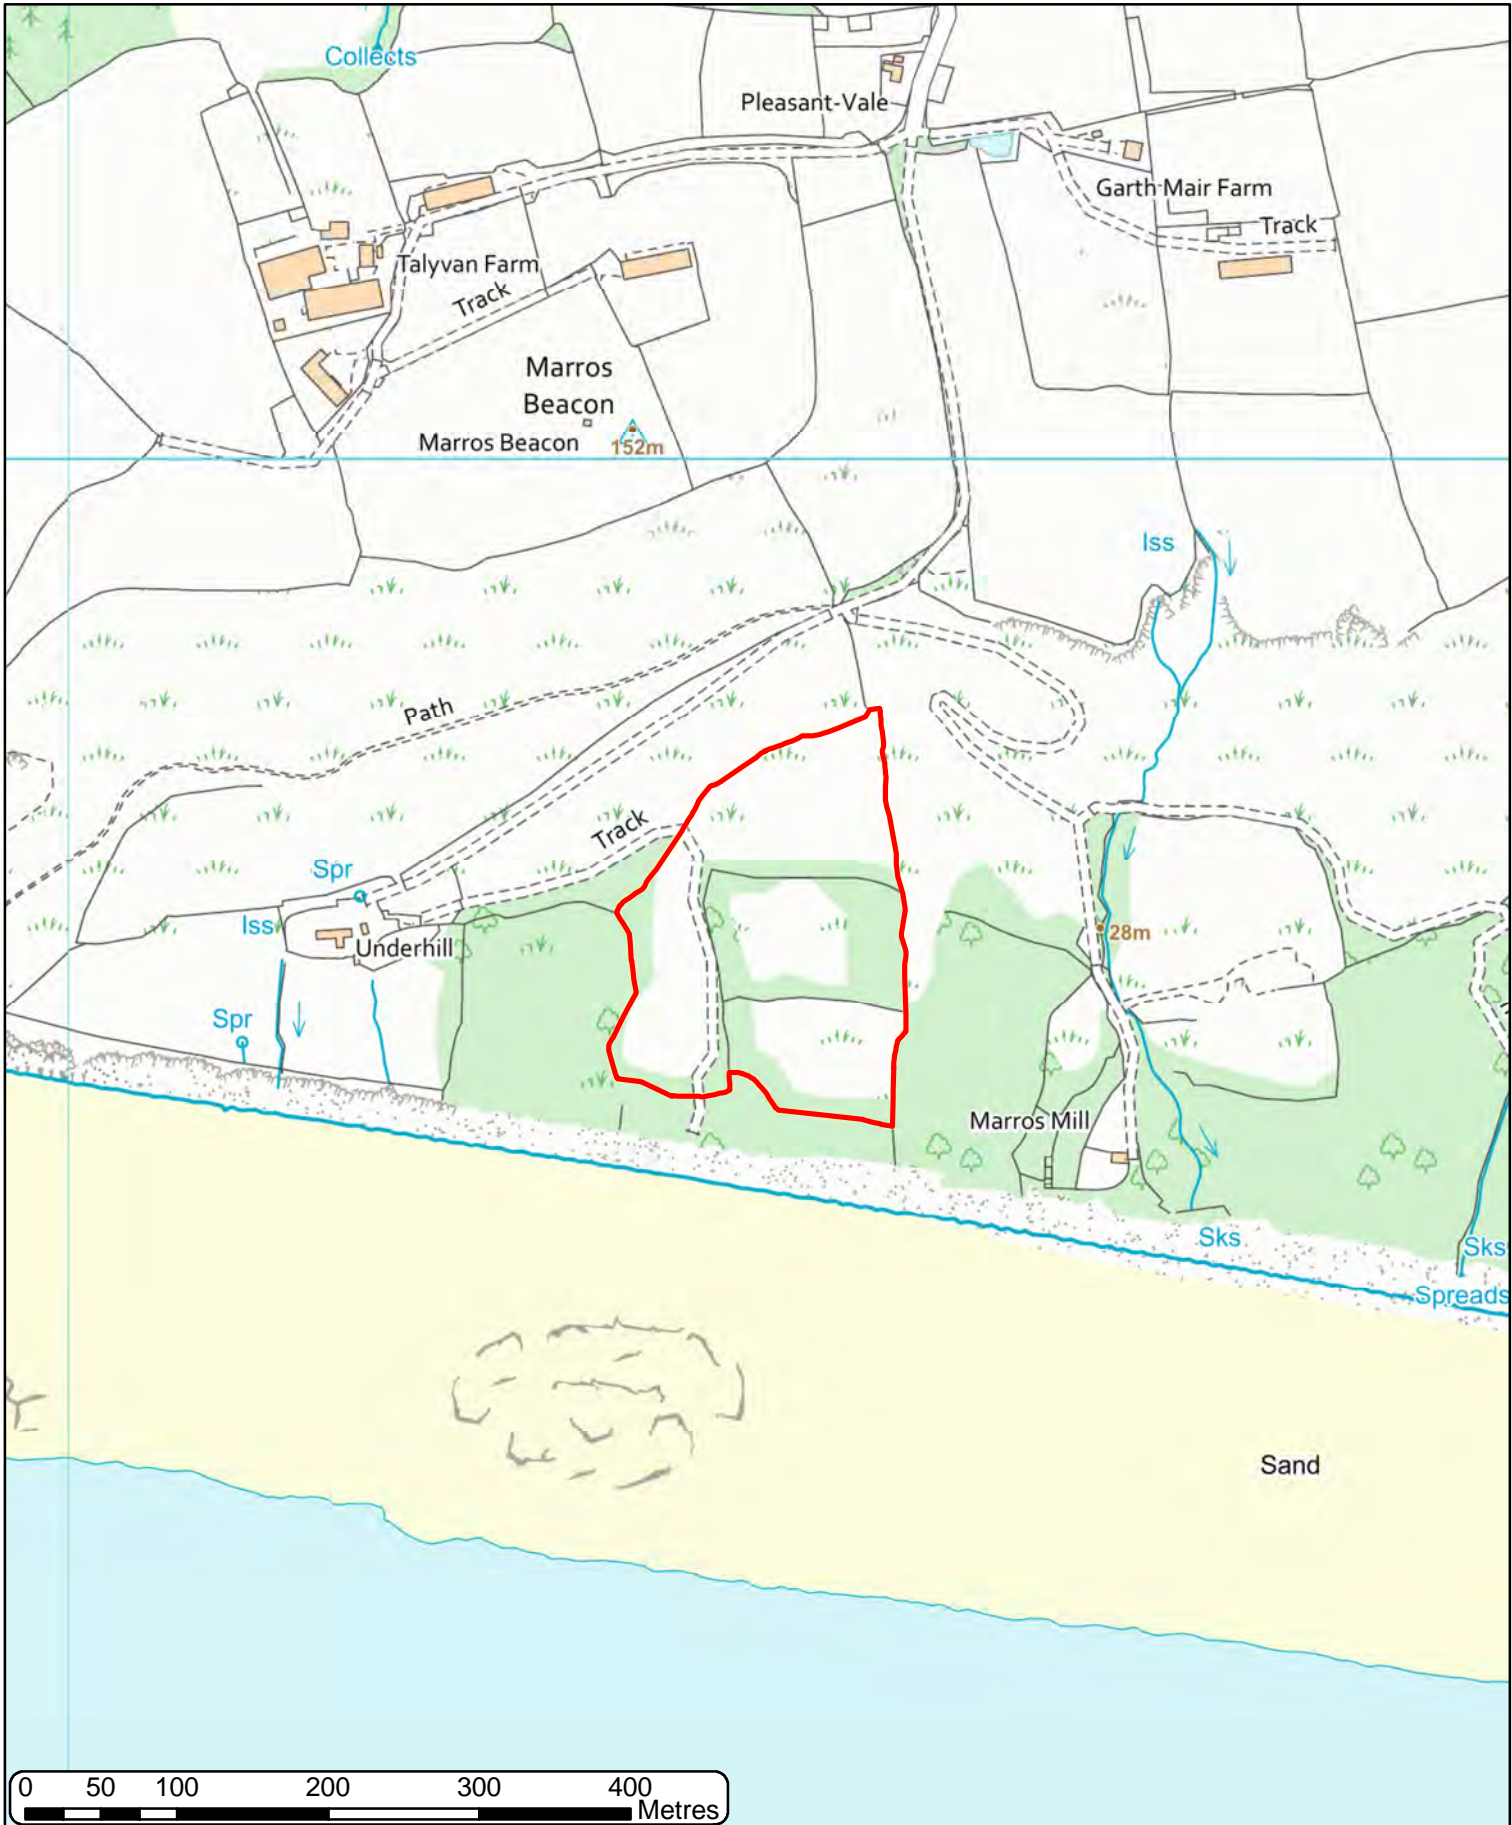 Collects
Pleasant-Vale
Garth Mair Farm
Track
Talyvan Farm
Track
Marros
Beacon
Marros Beacon
152m
Iss
Path
Track
Spr
Iss
Underhill
28m
Spr
Marros Mill
Sks
Sks
Spreads
Sand
0 50 100 200 300 400
Metres